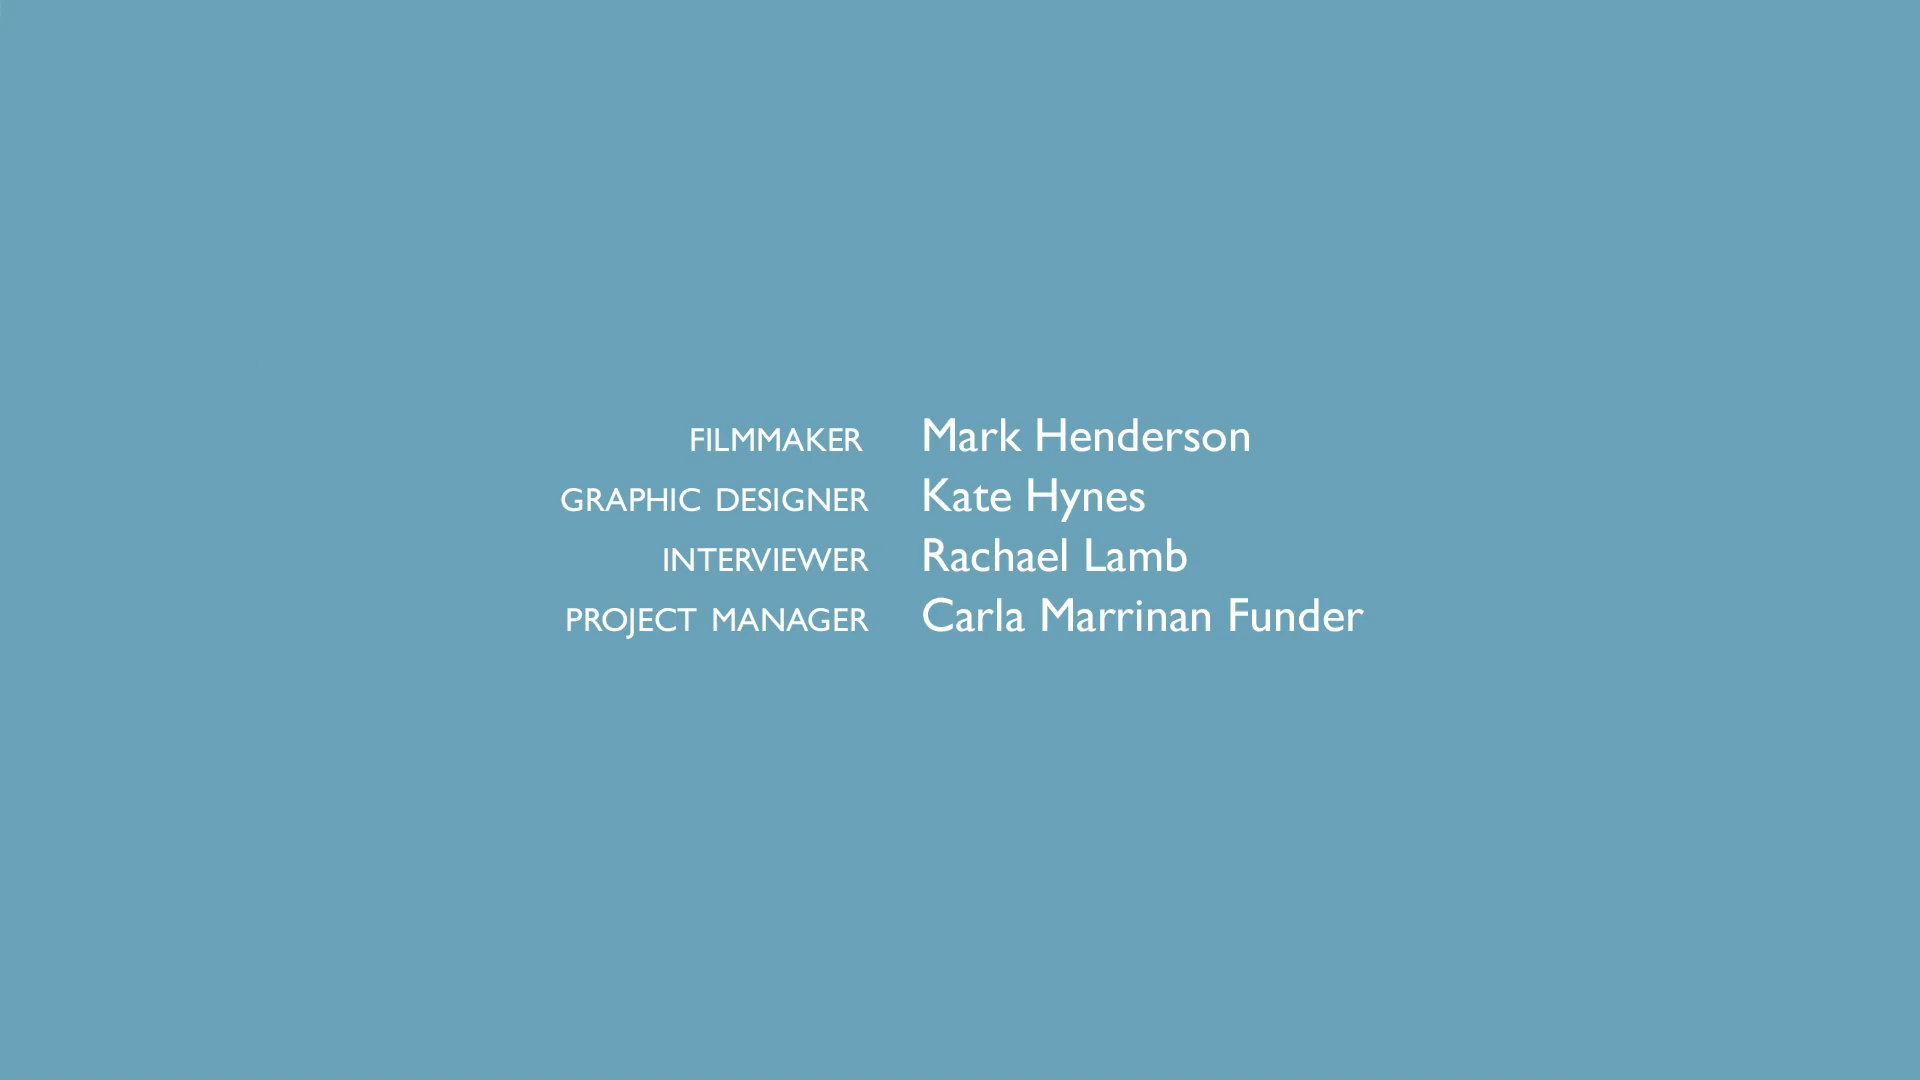 FILMMAKER Mark Henderson
GRAPHIC DESIGNER Kate Hynes
INTERVIEWER Rachael Lamb
PROJECT MANAGER Carla Marrinan Funder